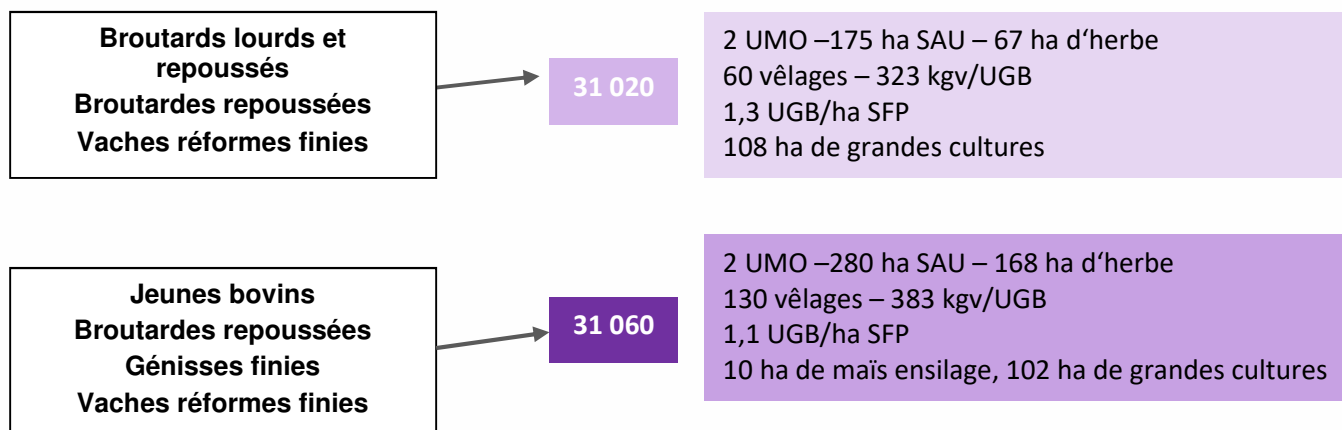 Broutards lourds et
repoussés
Broutardes repoussées
Vaches réformes finies
31 020
2 UMO –175 ha SAU – 67 ha d‘herbe
60 vêlages – 323 kgv/UGB
1,3 UGB/ha SFP
108 ha de grandes cultures
Jeunes bovins
Broutardes repoussées
Génisses finies
Vaches réformes finies
31 060
2 UMO –280 ha SAU – 168 ha d‘herbe
130 vêlages – 383 kgv/UGB
1,1 UGB/ha SFP
10 ha de maïs ensilage, 102 ha de grandes cultures